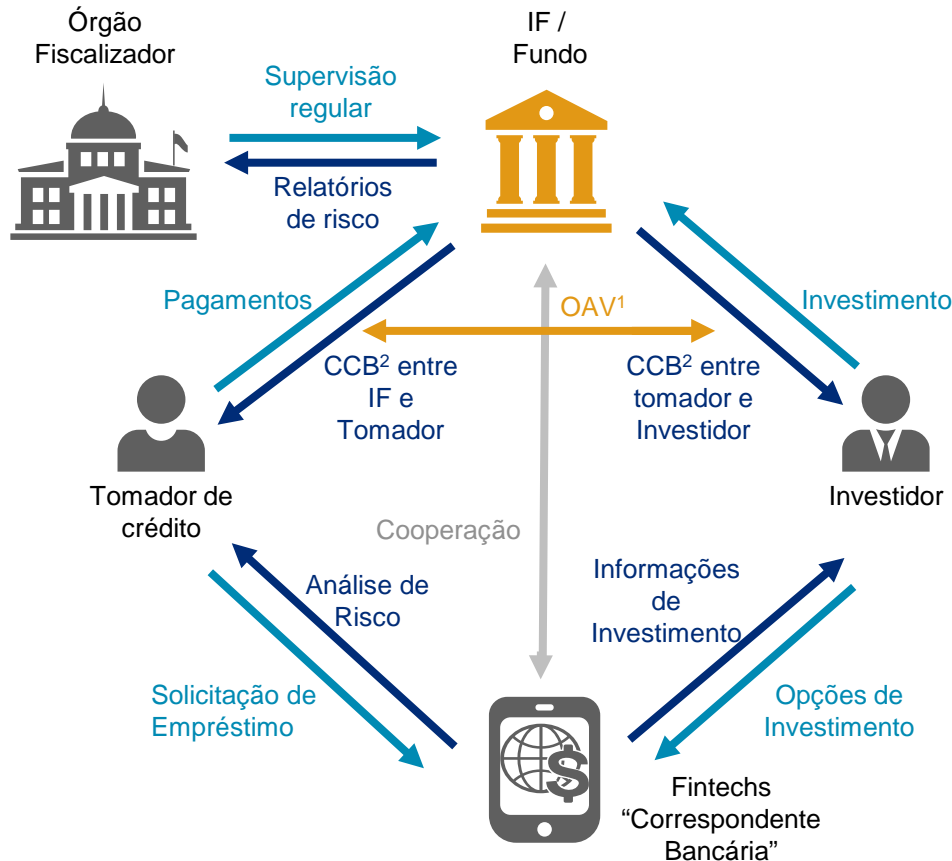 Órgão
Fiscalizador
IF /
Fundo
Supervisão
regular
Relatórios
de risco
Pagamentos
OAV¹
Investimento
CCB² entre
IF e
Tomador
CCB² entre
tomador e
Investidor
Tomador de
crédito
Investidor
Cooperação
Análise de
Risco
Informações
de
Investimento
Solicitação de
Empréstimo
Opções de
Investimento
$
Fintechs
“Correspondente
Bancária”